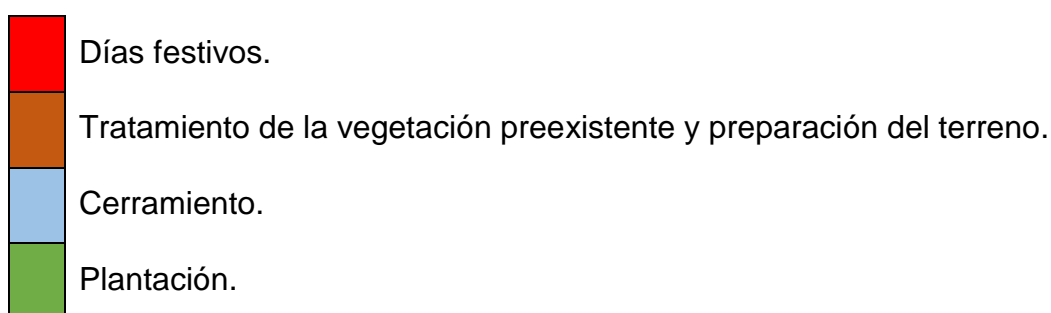 Días festivos.
Tratamiento de la vegetación preexistente y preparación del terreno.
Cerramiento.
Plantación.